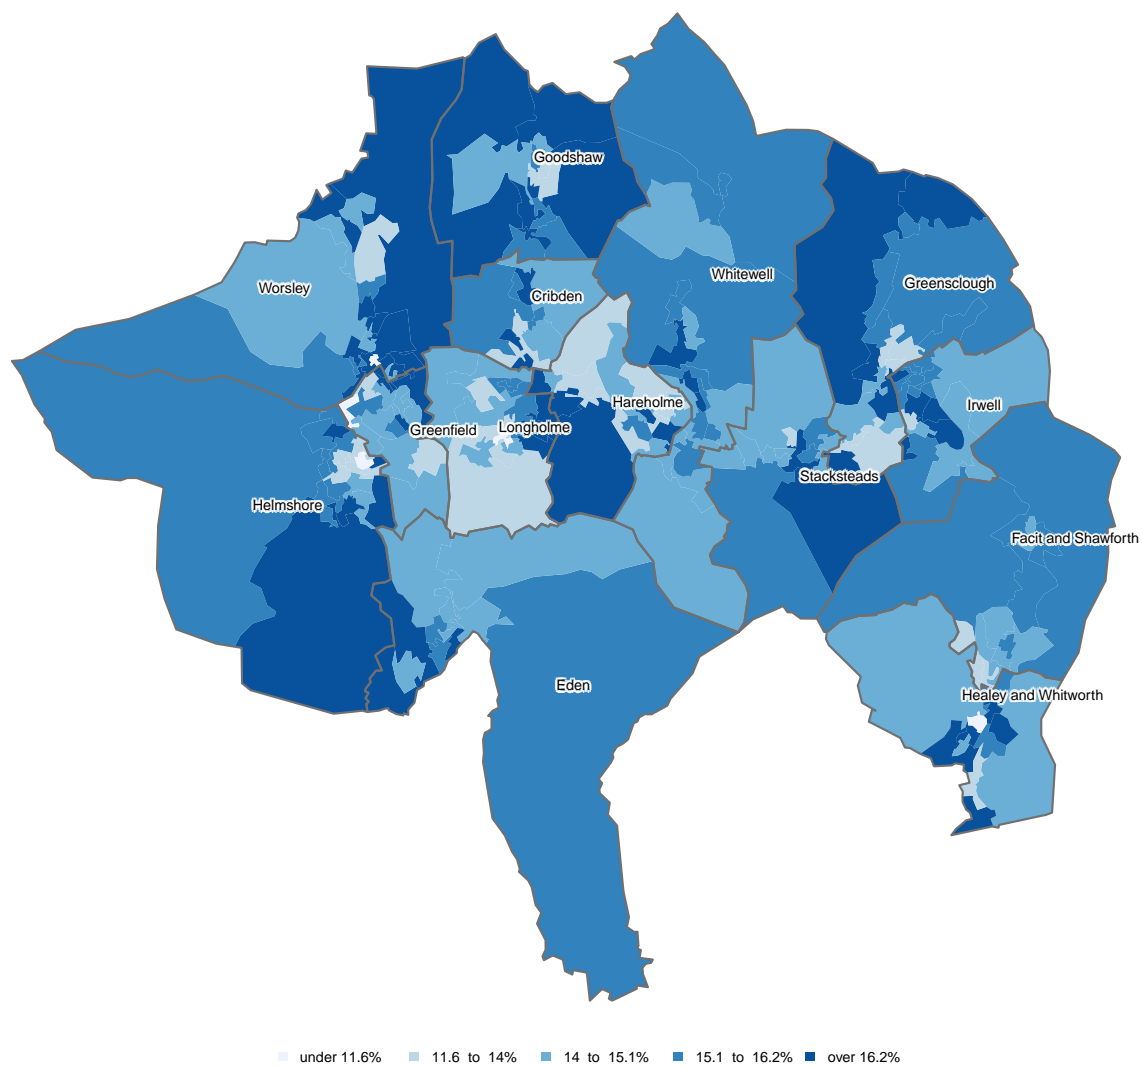 Goodshaw
Whitewell
Greensclough
Worsley
Cribden
Hareholme
Irwell
Greenfield
Longholme
Stacksteads
Helmshore
Facit and Shawforth
Eden
Healey and Whitworth
under 11.6% 11.6 to 14% 14 to 15.1% 15.1 to 16.2% over 16.2%